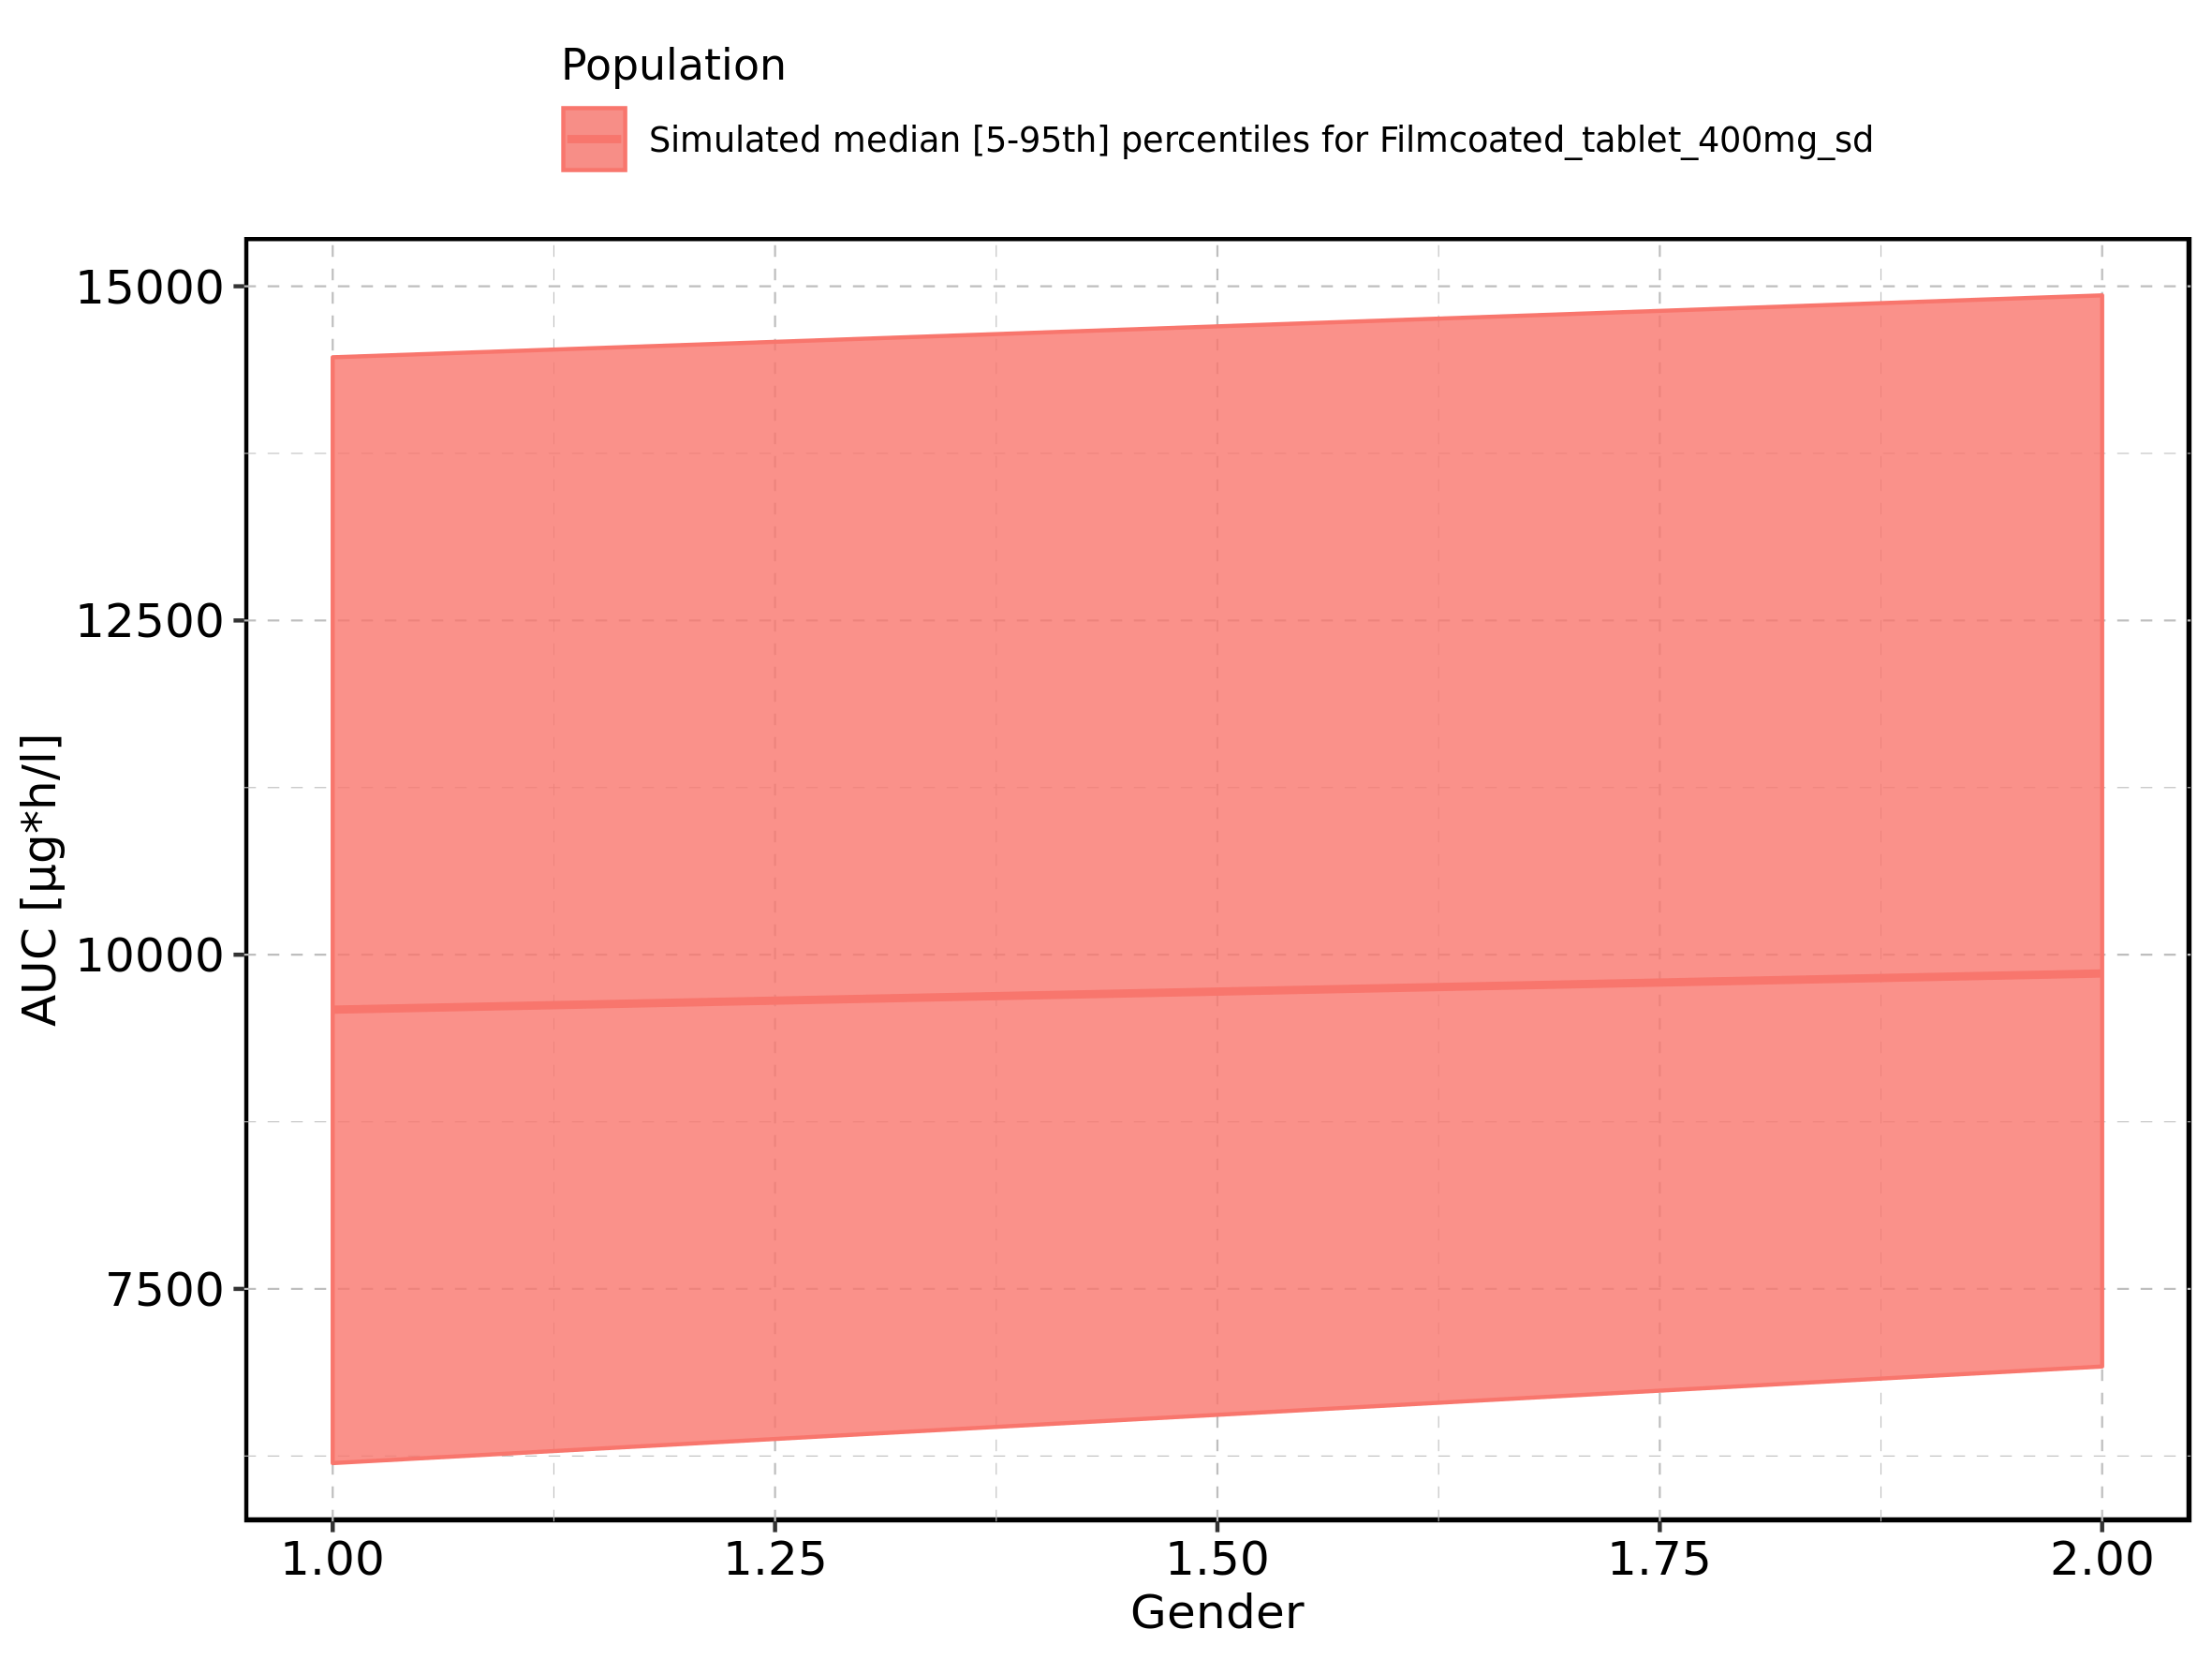 Population
Simulated median [5-95th] percentiles for Filmcoated_tablet_400mg_sd
AUC [µg*h/l]
15000
12500
10000
7500
1.00 1.25 1.50 1.75 2.00
Gender